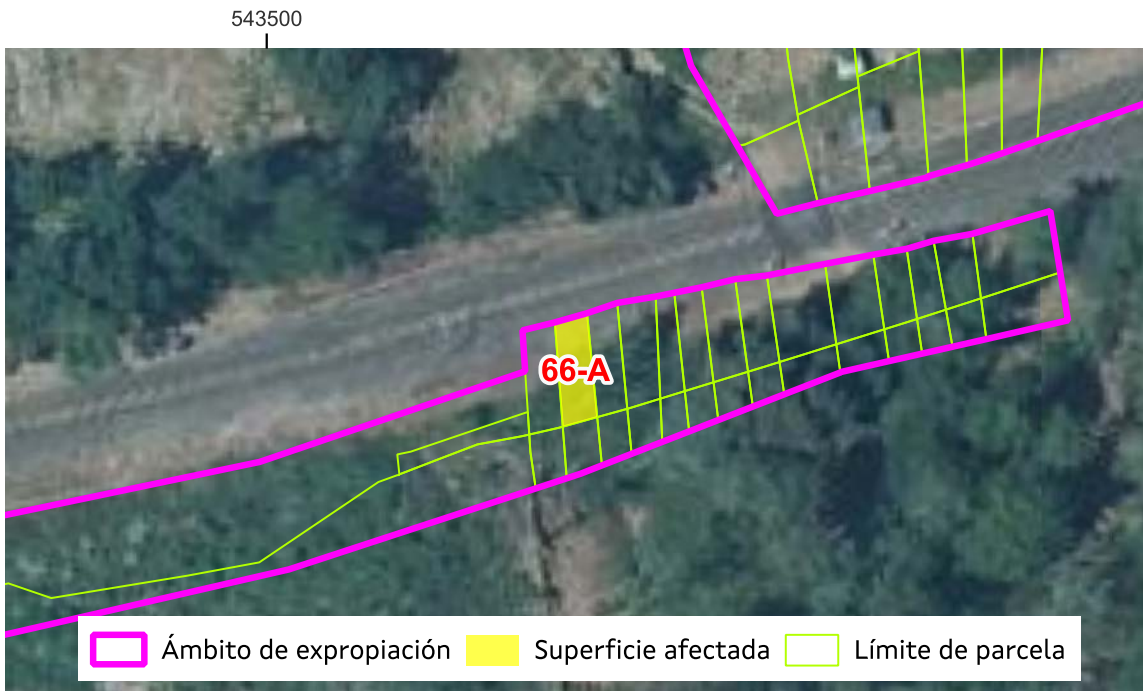 543500
66-A
Ámbito de expropiación Superficie afectada Límite de parcela